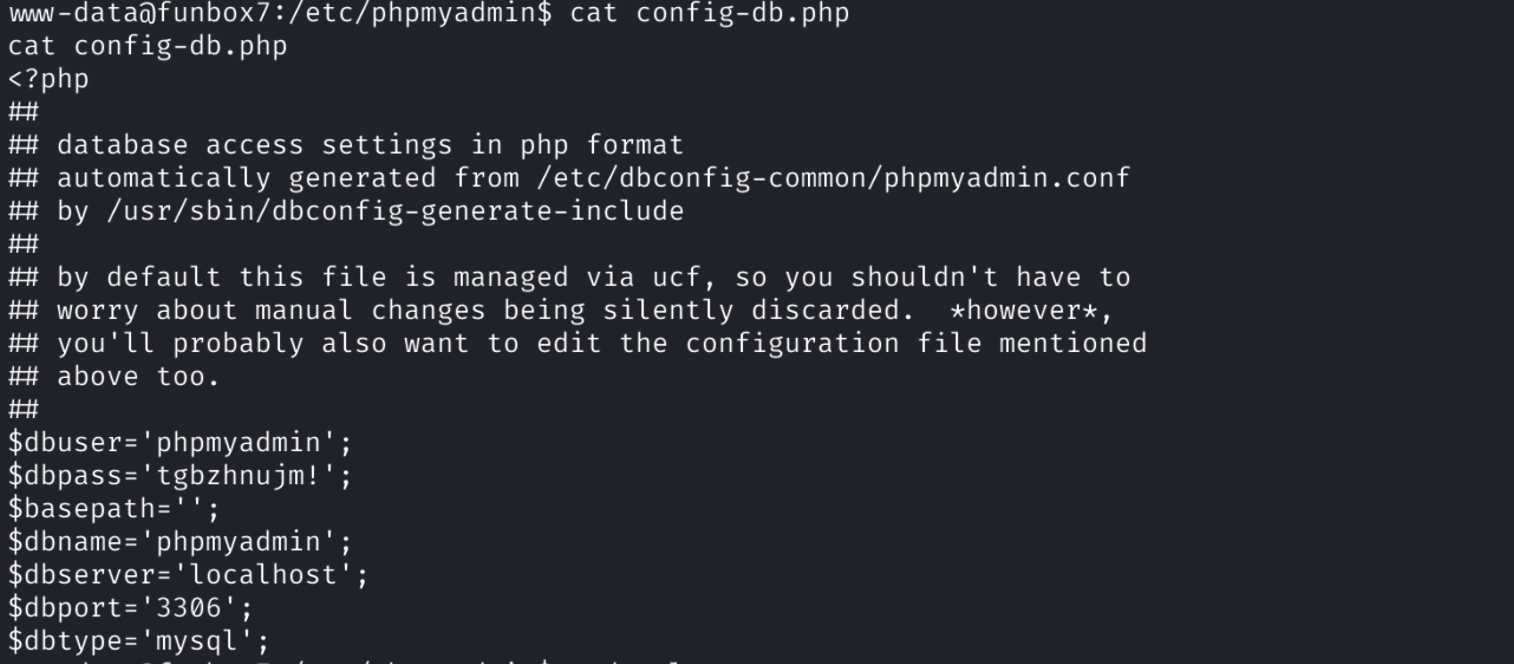 www-data@funbox7:/etc/phpmyadmin$ cat config-db.php
cat config-db.php
<?php
##
## database access settings in php format
## automatically generated from /etc/dbconfig-common/phpmyadmin.conf
## by /usr/sbin/dbconfig-generate-include
##
## by default this file is managed via ucf, so you shouldn't have to
## worry about manual changes being silently discarded.  *however*,
## you'll probably also want to edit the configuration file mentioned
## above too.
##
$dbuser='phpmyadmin';
$dbpass='tgbzhnujm!';
$basepath='';
$dbname='phpmyadmin';
$dbserver='localhost';
$dbport='3306';
$dbtype='mysql';